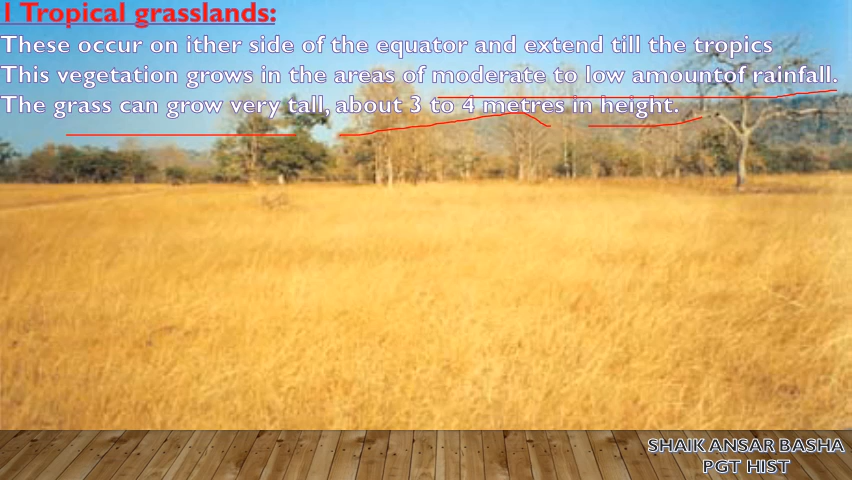 1 Tropical grasslands:
These occur on ither side of the equator and extend till the tropics
This vegetation grows in the areas of moderate to low amountof rainfall.
The grass can grow very tall, about 3 to 4 metres in height.
SHAIK ANSAR BASHA
PGT HIST